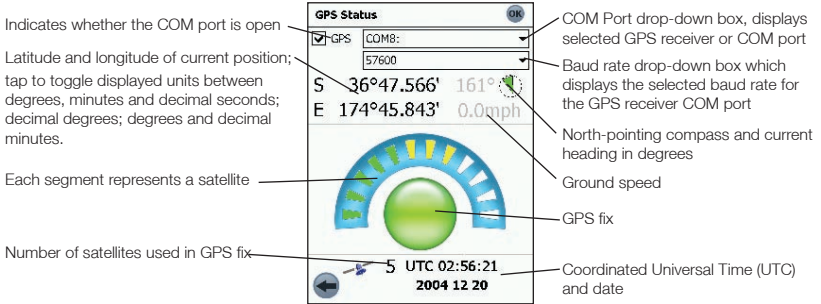 Indicates whether the COM port is open
Latitude and longitude of current position;
tap to toggle displayed units between
degrees, minutes and decimal seconds;
decimal degrees; degrees and decimal
minutes.
Each segment represents a satellite
Number of satellites used in GPS fix
GPS Status
OK
GPS
COM8:
57600
S 36°47.566' 161°
E 174°45.843' 0.0mph
5 UTC 02:56:21
2004 12 20
COM Port drop-down box, displays
selected GPS receiver or COM port
Baud rate drop-down box which
displays the selected baud rate for
the GPS receiver COM port
North-pointing compass and current
heading in degrees
Ground speed
GPS fix
Coordinated Universal Time (UTC)
and date